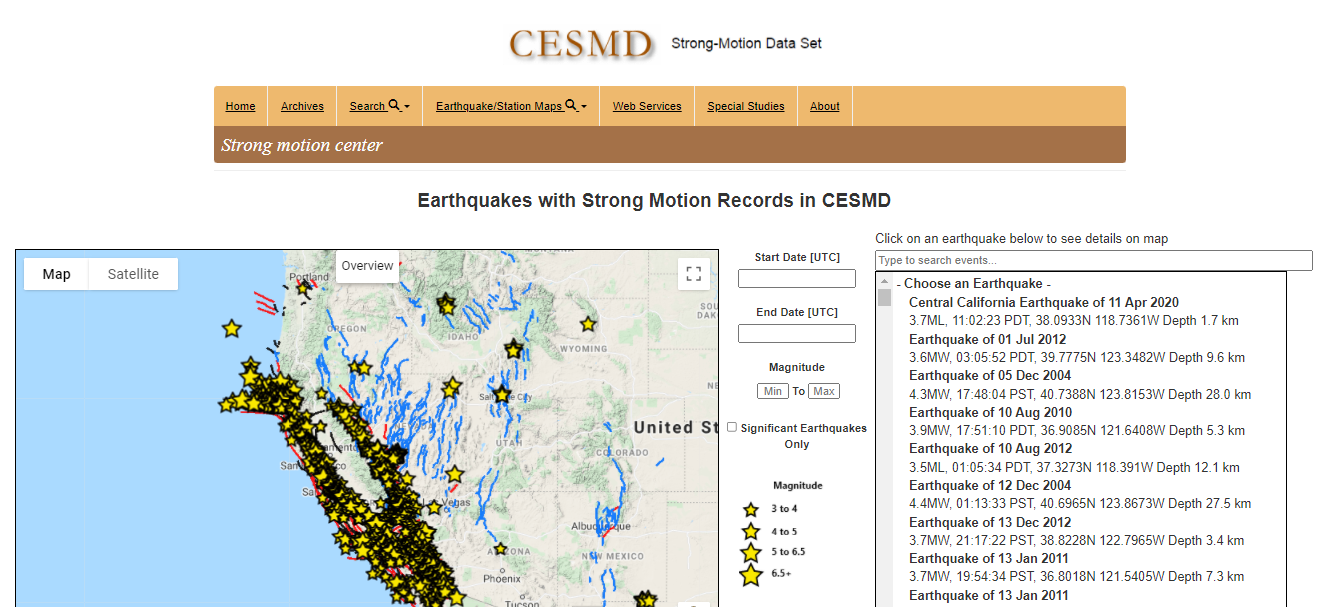 CESMD Strong-Motion Data Set
Home Archives Search Earthquake/Station Maps Web Services Special Studies About
Strong motion center
Earthquakes with Strong Motion Records in CESMD
Click on an earthquake below to see details on map
Type to search events...
Map Satellite
Overview
Portland
OREGON
IDAHO
WYOMING
Salt Lake City
United St
UTAH
COLORADO
Las Vegas
Albuquerque
ARIZONA
NEW MEXICO
Phoenix
Tucson
Start Date [UTC]
End Date [UTC]
Magnitude
Min To Max
Significant Earthquakes
Only
Magnitude
3 to 4
4 to 5
5 to 6.5
6.5+
- Choose an Earthquake -
Central California Earthquake of 11 Apr 2020
3.7ML, 11:02:23 PDT, 38.0933N 118.7361W Depth 1.7 km
Earthquake of 01 Jul 2012
3.6MW, 03:05:52 PDT, 39.7775N 123.3482W Depth 9.6 km
Earthquake of 05 Dec 2004
4.3MW, 17:48:04 PST, 40.7388N 123.8153W Depth 28.0 km
Earthquake of 10 Aug 2010
3.9MW, 17:51:10 PDT, 36.9085N 121.6408W Depth 5.3 km
Earthquake of 10 Aug 2012
3.5ML, 01:05:34 PDT, 37.3273N 118.391W Depth 12.1 km
Earthquake of 12 Dec 2004
4.4MW, 01:13:33 PST, 40.6965N 123.8673W Depth 27.5 km
Earthquake of 13 Dec 2012
3.7MW, 21:17:22 PST, 38.8228N 122.7965W Depth 3.4 km
Earthquake of 13 Jan 2011
3.7MW, 19:54:34 PST, 36.8018N 121.5405W Depth 7.3 km
Earthquake of 13 Jan 2011